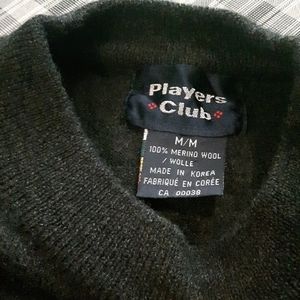 Players
Club
M/M
100% MERINO WOOL
/ WOLLE
MADE IN KOREA
FABRIQUÉ EN CORÉE
CA 00038